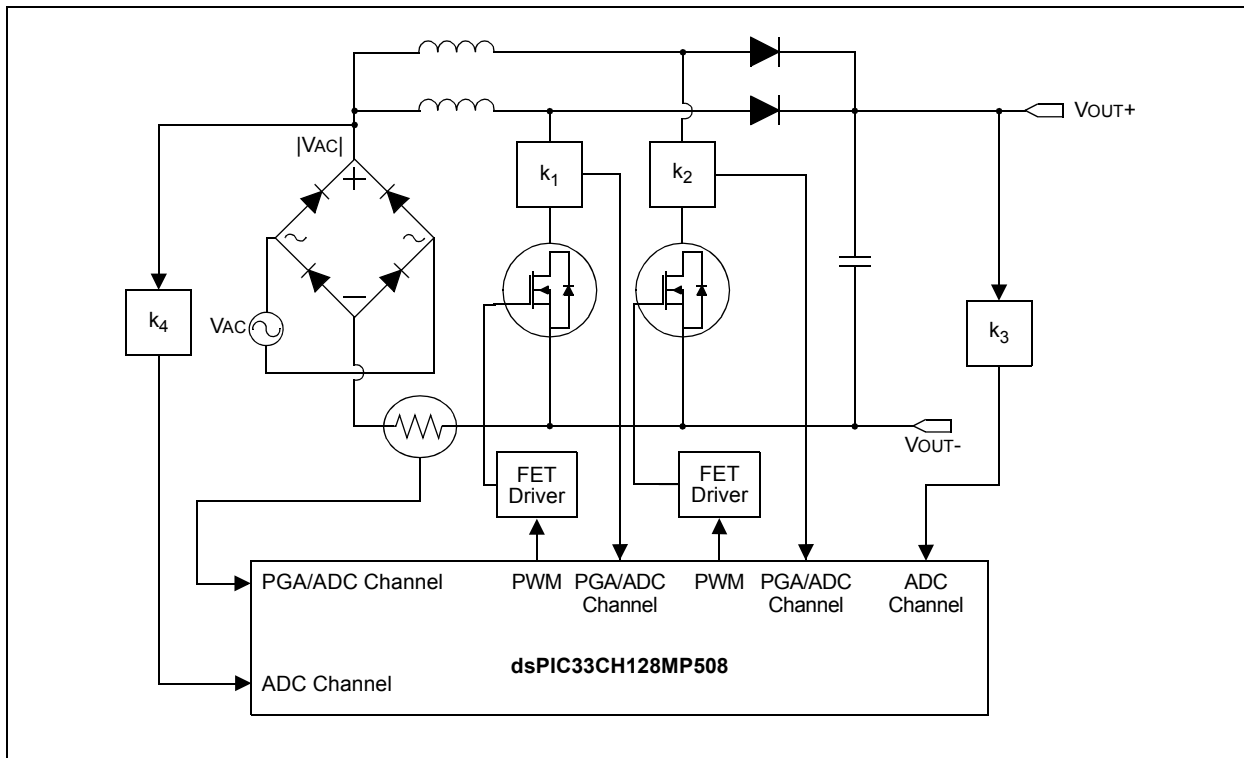 VOUT+
|VAC|
k1
k2
k4
VAC
k3
VOUT-
FET
Driver
FET
Driver
PGA/ADC Channel
PWM
PGA/ADC
Channel
PWM
PGA/ADC
Channel
ADC
Channel
dsPIC33CH128MP508
ADC Channel